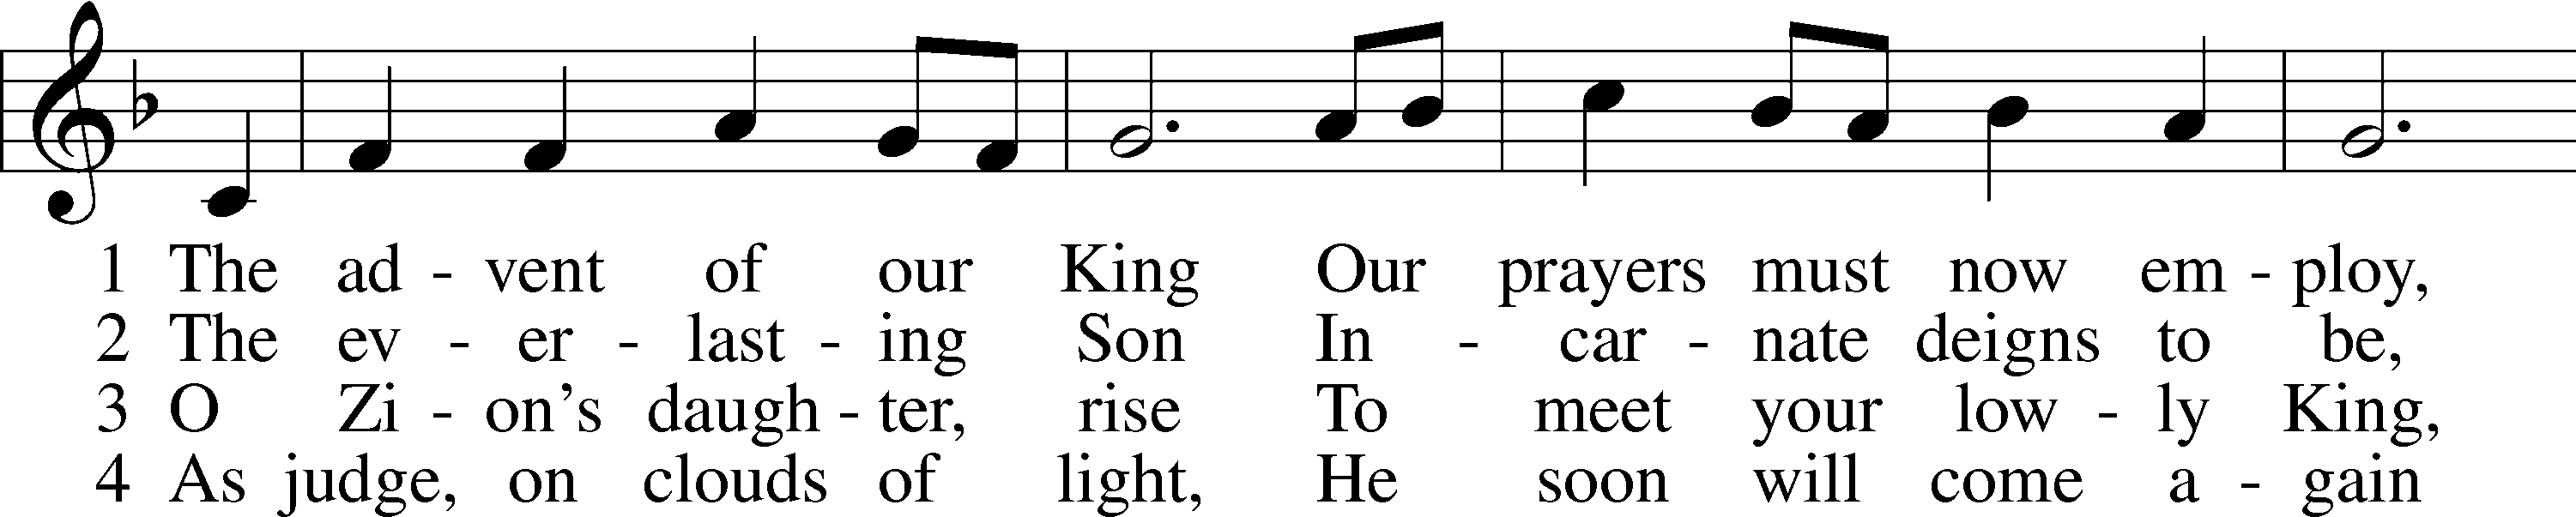 1 The ad - vent of our King Our prayers must now em - ploy,
2 The ev - er - last - ing Son In - car - nate deigns to be,
3 O Zi - on's daugh - ter, rise To meet your low - ly King,
4 As judge, on clouds of light, He soon will come a - gain